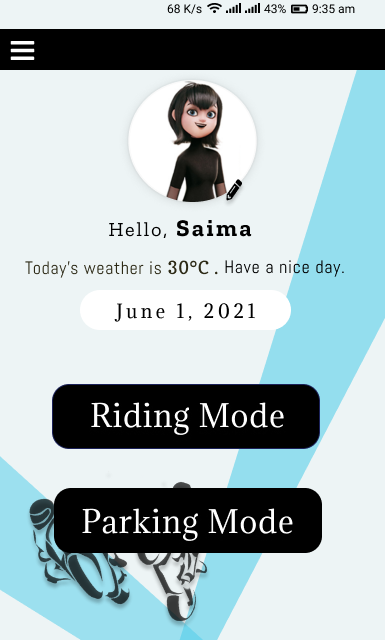 68 K/s 43% 9:35 am
Hello, Saima
Today's weather is 30°C . Have a nice day.
June 1, 2021
Riding Mode
Parking Mode